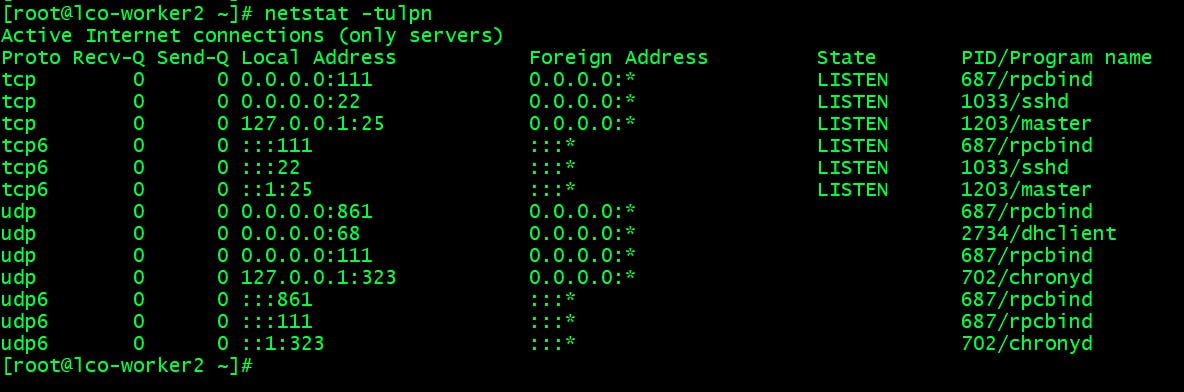 [root@lco-worker2 ~]# netstat -tulpn
Active Internet connections (only servers)
Proto Recv-Q Send-Q Local Address           Foreign Address         State       PID/Program name
tcp        0      0 0.0.0.0:111             0.0.0.0:*               LISTEN      687/rpcbind
tcp        0      0 0.0.0.0:22              0.0.0.0:*               LISTEN      1033/sshd
tcp        0      0 127.0.0.1:25            0.0.0.0:*               LISTEN      1203/master
tcp6       0      0 :::111                  :::*                    LISTEN      687/rpcbind
tcp6       0      0 :::22                   :::*                    LISTEN      1033/sshd
tcp6       0      0 ::1:25                  :::*                    LISTEN      1203/master
udp        0      0 0.0.0.0:861             0.0.0.0:*                           687/rpcbind
udp        0      0 0.0.0.0:68              0.0.0.0:*                           2734/dhclient
udp        0      0 0.0.0.0:111             0.0.0.0:*                           687/rpcbind
udp        0      0 127.0.0.1:323           0.0.0.0:*                           702/chronyd
udp6       0      0 :::861                  :::*                                687/rpcbind
udp6       0      0 :::111                  :::*                                687/rpcbind
udp6       0      0 ::1:323                 :::*                                702/chronyd
[root@lco-worker2 ~]#